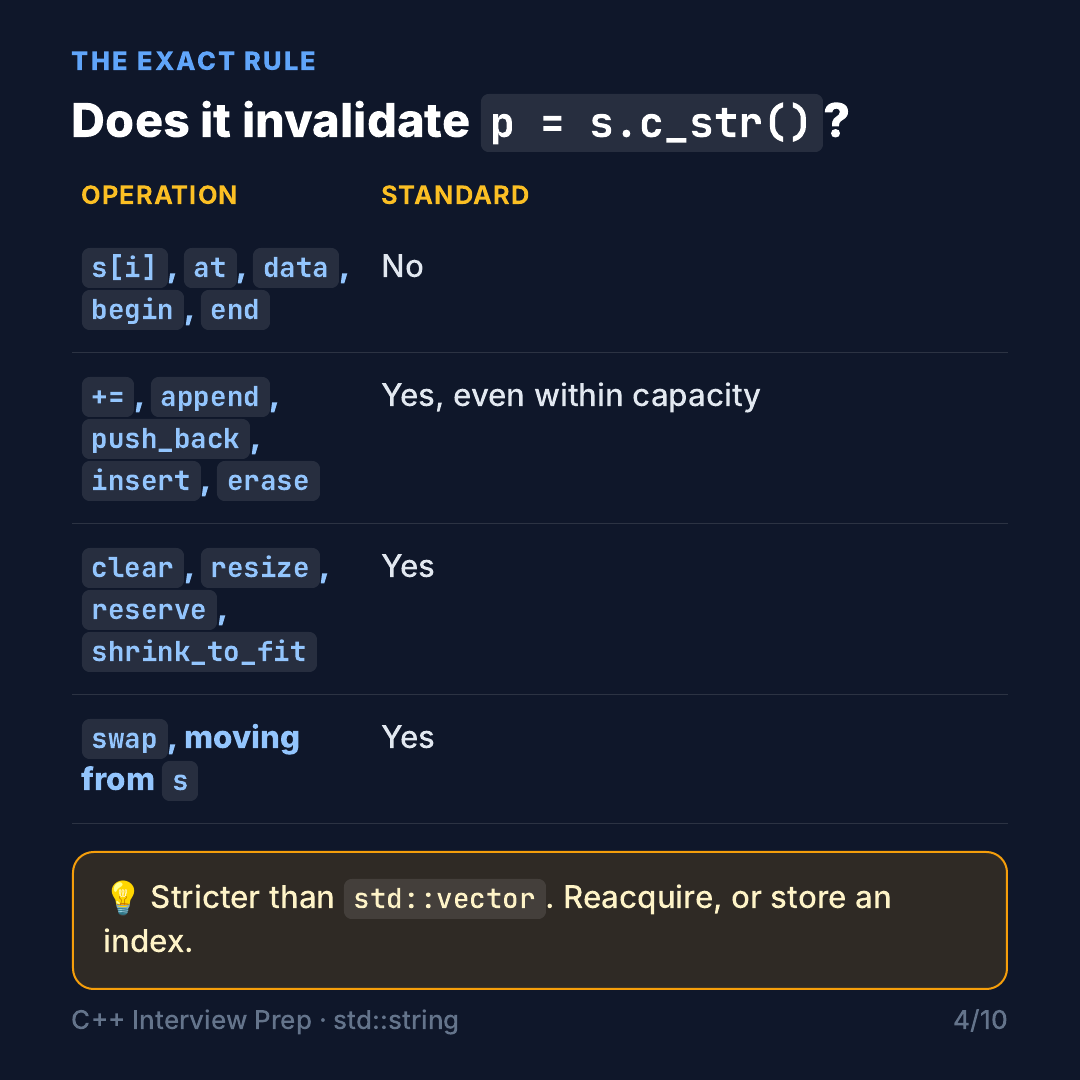 THE EXACT RULE
Does it invalidate p = s.c_str()?
OPERATION STANDARD
s[i], at, data, No
begin, end
+=, append, Yes, even within capacity
push_back,
insert, erase
clear, resize, Yes
reserve,
shrink_to_fit
swap, moving Yes
from s
💡 Stricter than std::vector. Reacquire, or store an
index.
C++ Interview Prep · std::string 4/10